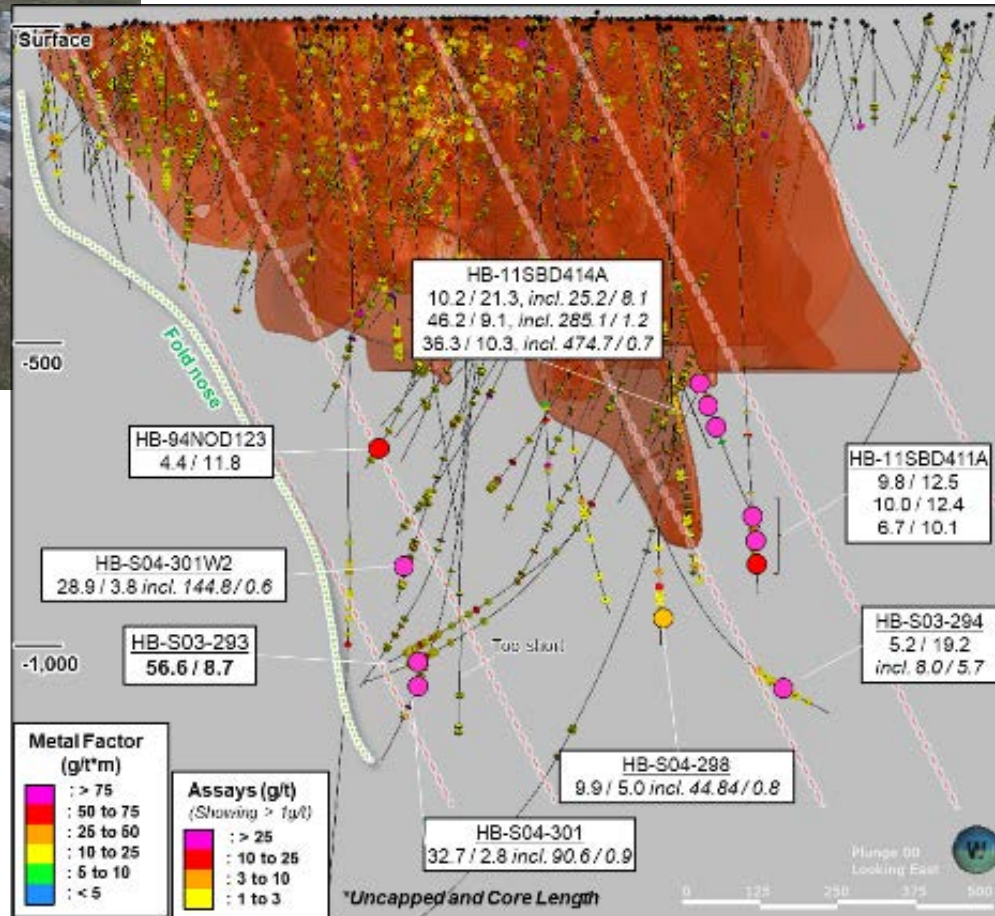 Surface
HB-11SBD414A
10.2 / 21.3, incl. 25.2 / 8.1
46.2 / 9.1, incl. 285.1 / 1.2
36.3 / 10.3, incl. 474.7 / 0.7
-500
Fold nose
HB-94NOD123
4.4 / 11.8
HB-11SBD411A
9.8 / 12.5
10.0 / 12.4
6.7 / 10.1
HB-S04-301W2
28.9 / 3.8 incl. 144.8 / 0.6
HB-S03-293
56.6 / 8.7
-1,000
Too short
HB-S03-294
5.2 / 19.2
incl. 8.0 / 5.7
Metal Factor
(g/t*m)
: > 75
: 50 to 75
: 25 to 50
: 10 to 25
: 5 to 10
: < 5
Assays (g/t)
(Showing > 1g/t)
: > 25
: 10 to 25
: 3 to 10
: 1 to 3
HB-S04-298
9.9 / 5.0 incl. 44.84 / 0.8
HB-S04-301
32.7 / 2.8 incl. 90.6 / 0.9
*Uncapped and Core Length
Plunge 00
Looking East
0 125 250 375 500
W